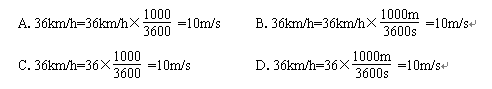 A. 36km/h=36km/h×1000/3600 =10m/s B. 36km/h=36km/h×1000m/3600s =10m/s↵
C. 36km/h=36×1000/3600 =10m/s D. 36km/h=36×1000m/3600s =10m/s↵